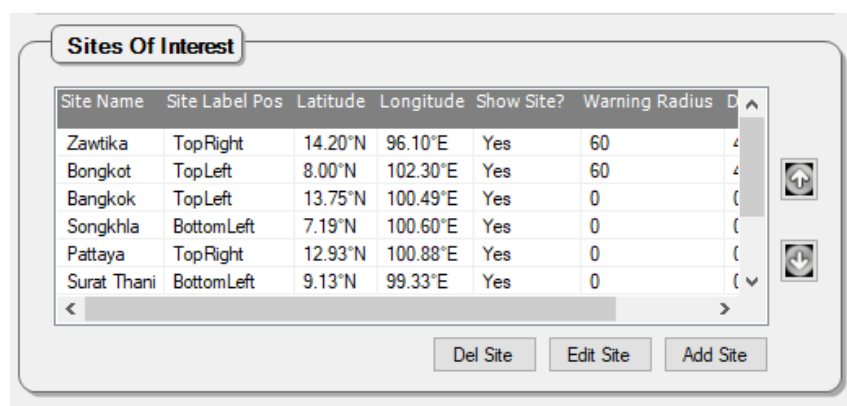 Sites Of Interest
Site Name Site Label Pos Latitude Longitude Show Site? Warning Radius D
Zawtika TopRight 14.20°N 96.10°E Yes 60
Bongkot TopLeft 8.00°N 102.30°E Yes 60
Bangkok TopLeft 13.75°N 100.49°E Yes 0
Songkhla BottomLeft 7.19°N 100.60°E Yes 0
Pattaya TopRight 12.93°N 100.88°E Yes 0
Surat Thani BottomLeft 9.13°N 99.33°E Yes 0
Del Site Edit Site Add Site